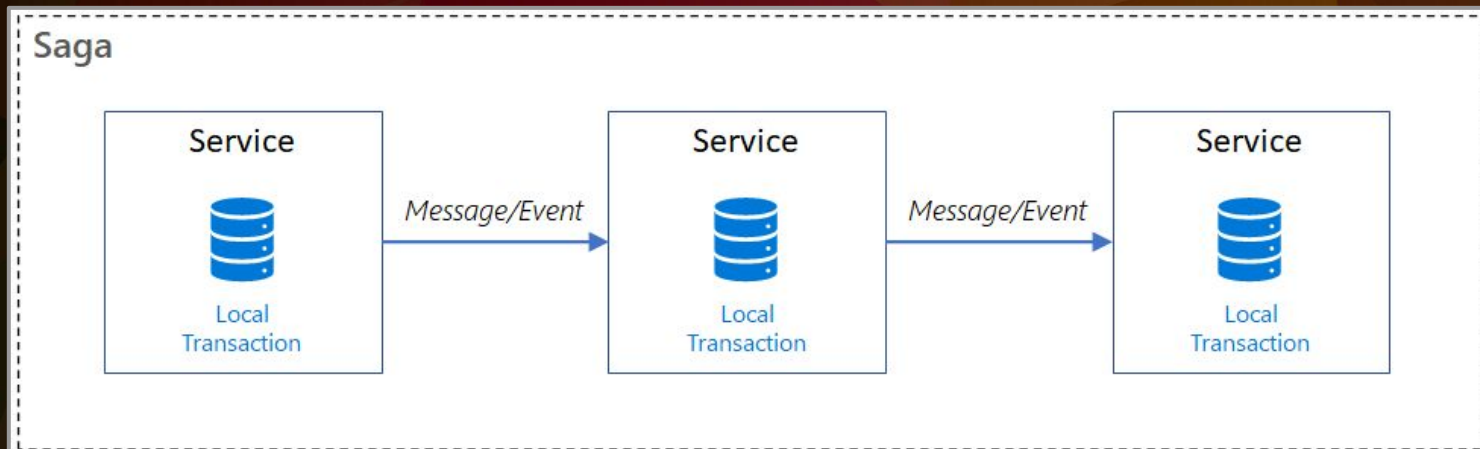 Saga
Service
Local
Transaction
Message/Event
Service
Local
Transaction
Message/Event
Service
Local
Transaction